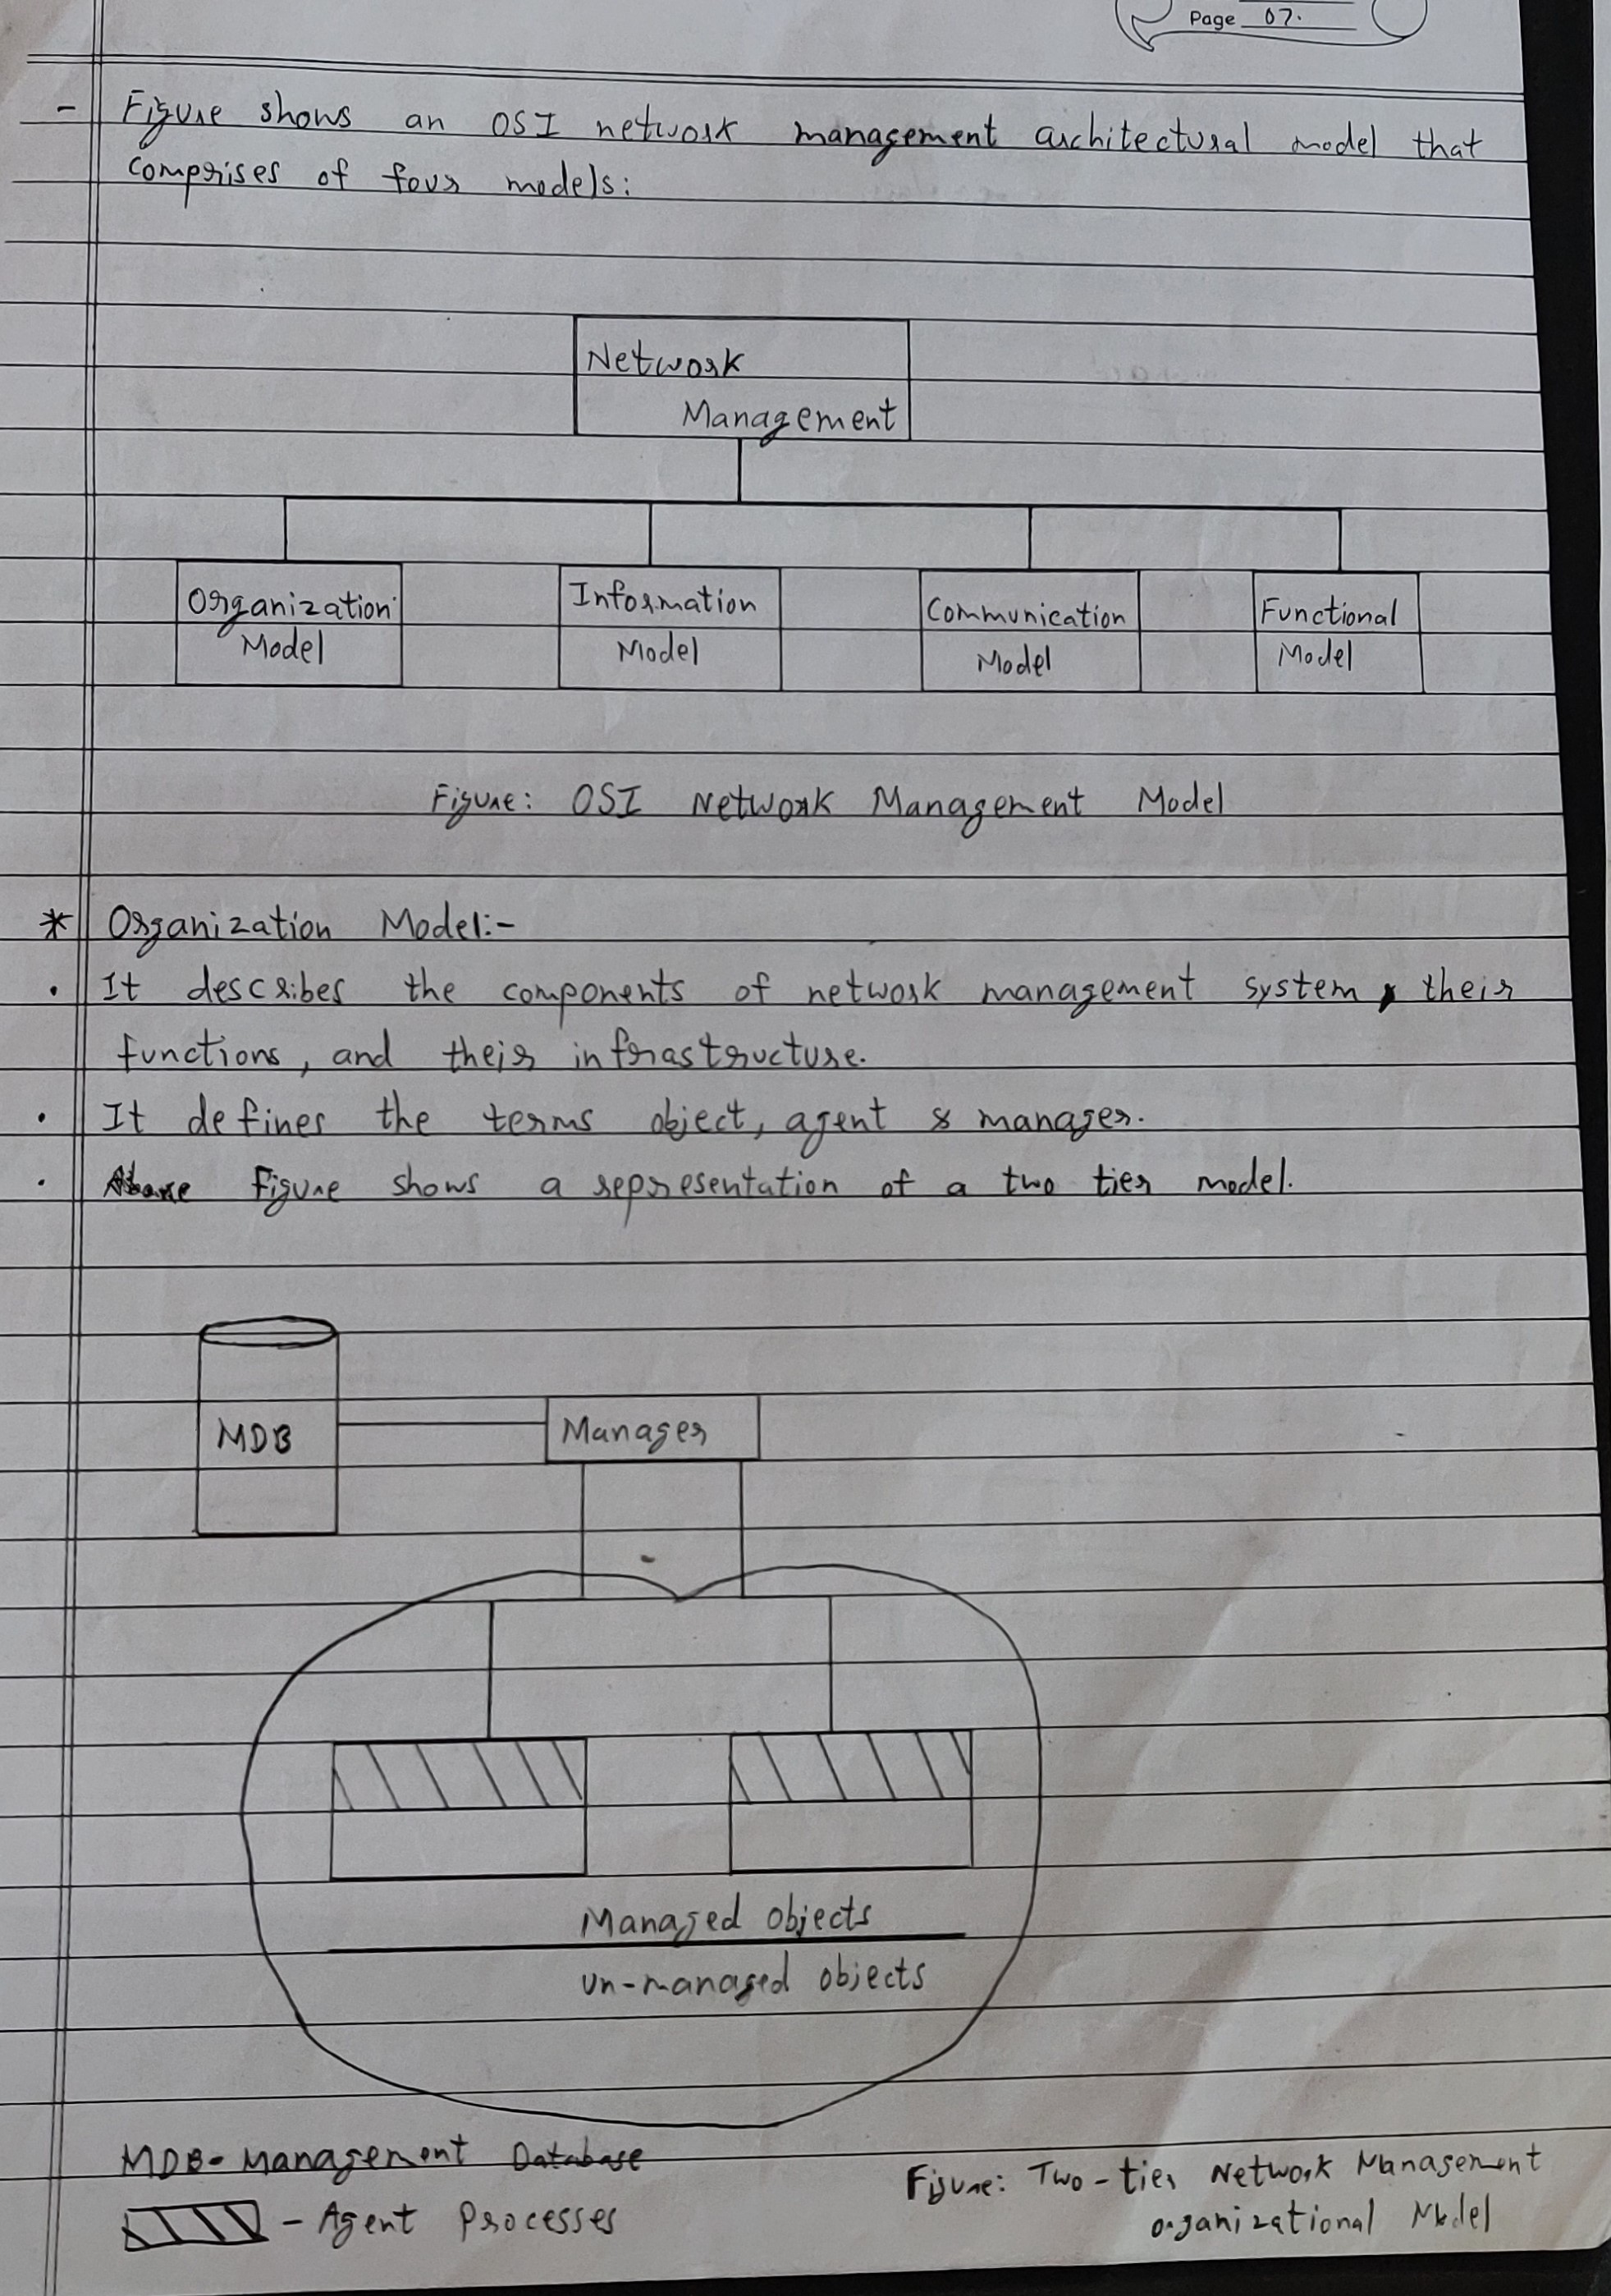 Page 07.
- Figure shows an OSI network management architectural model that
comprises of four models:
Network
Management
Organization
Model
Information
Model
Communication
Model
Functional
Model
Figure: OSI Network Management Model
* Organization Model:-
. It describes the components of network management system, their
functions, and their infrastructure.
. It defines the terms object, agent & manager.
. Above Figure shows a representation of a two tier model.
MDB
Manager
Managed objects
un-managed objects
MDB- Management Database
- Agent Processes
Figure: Two-tier Network Management
organizational Model